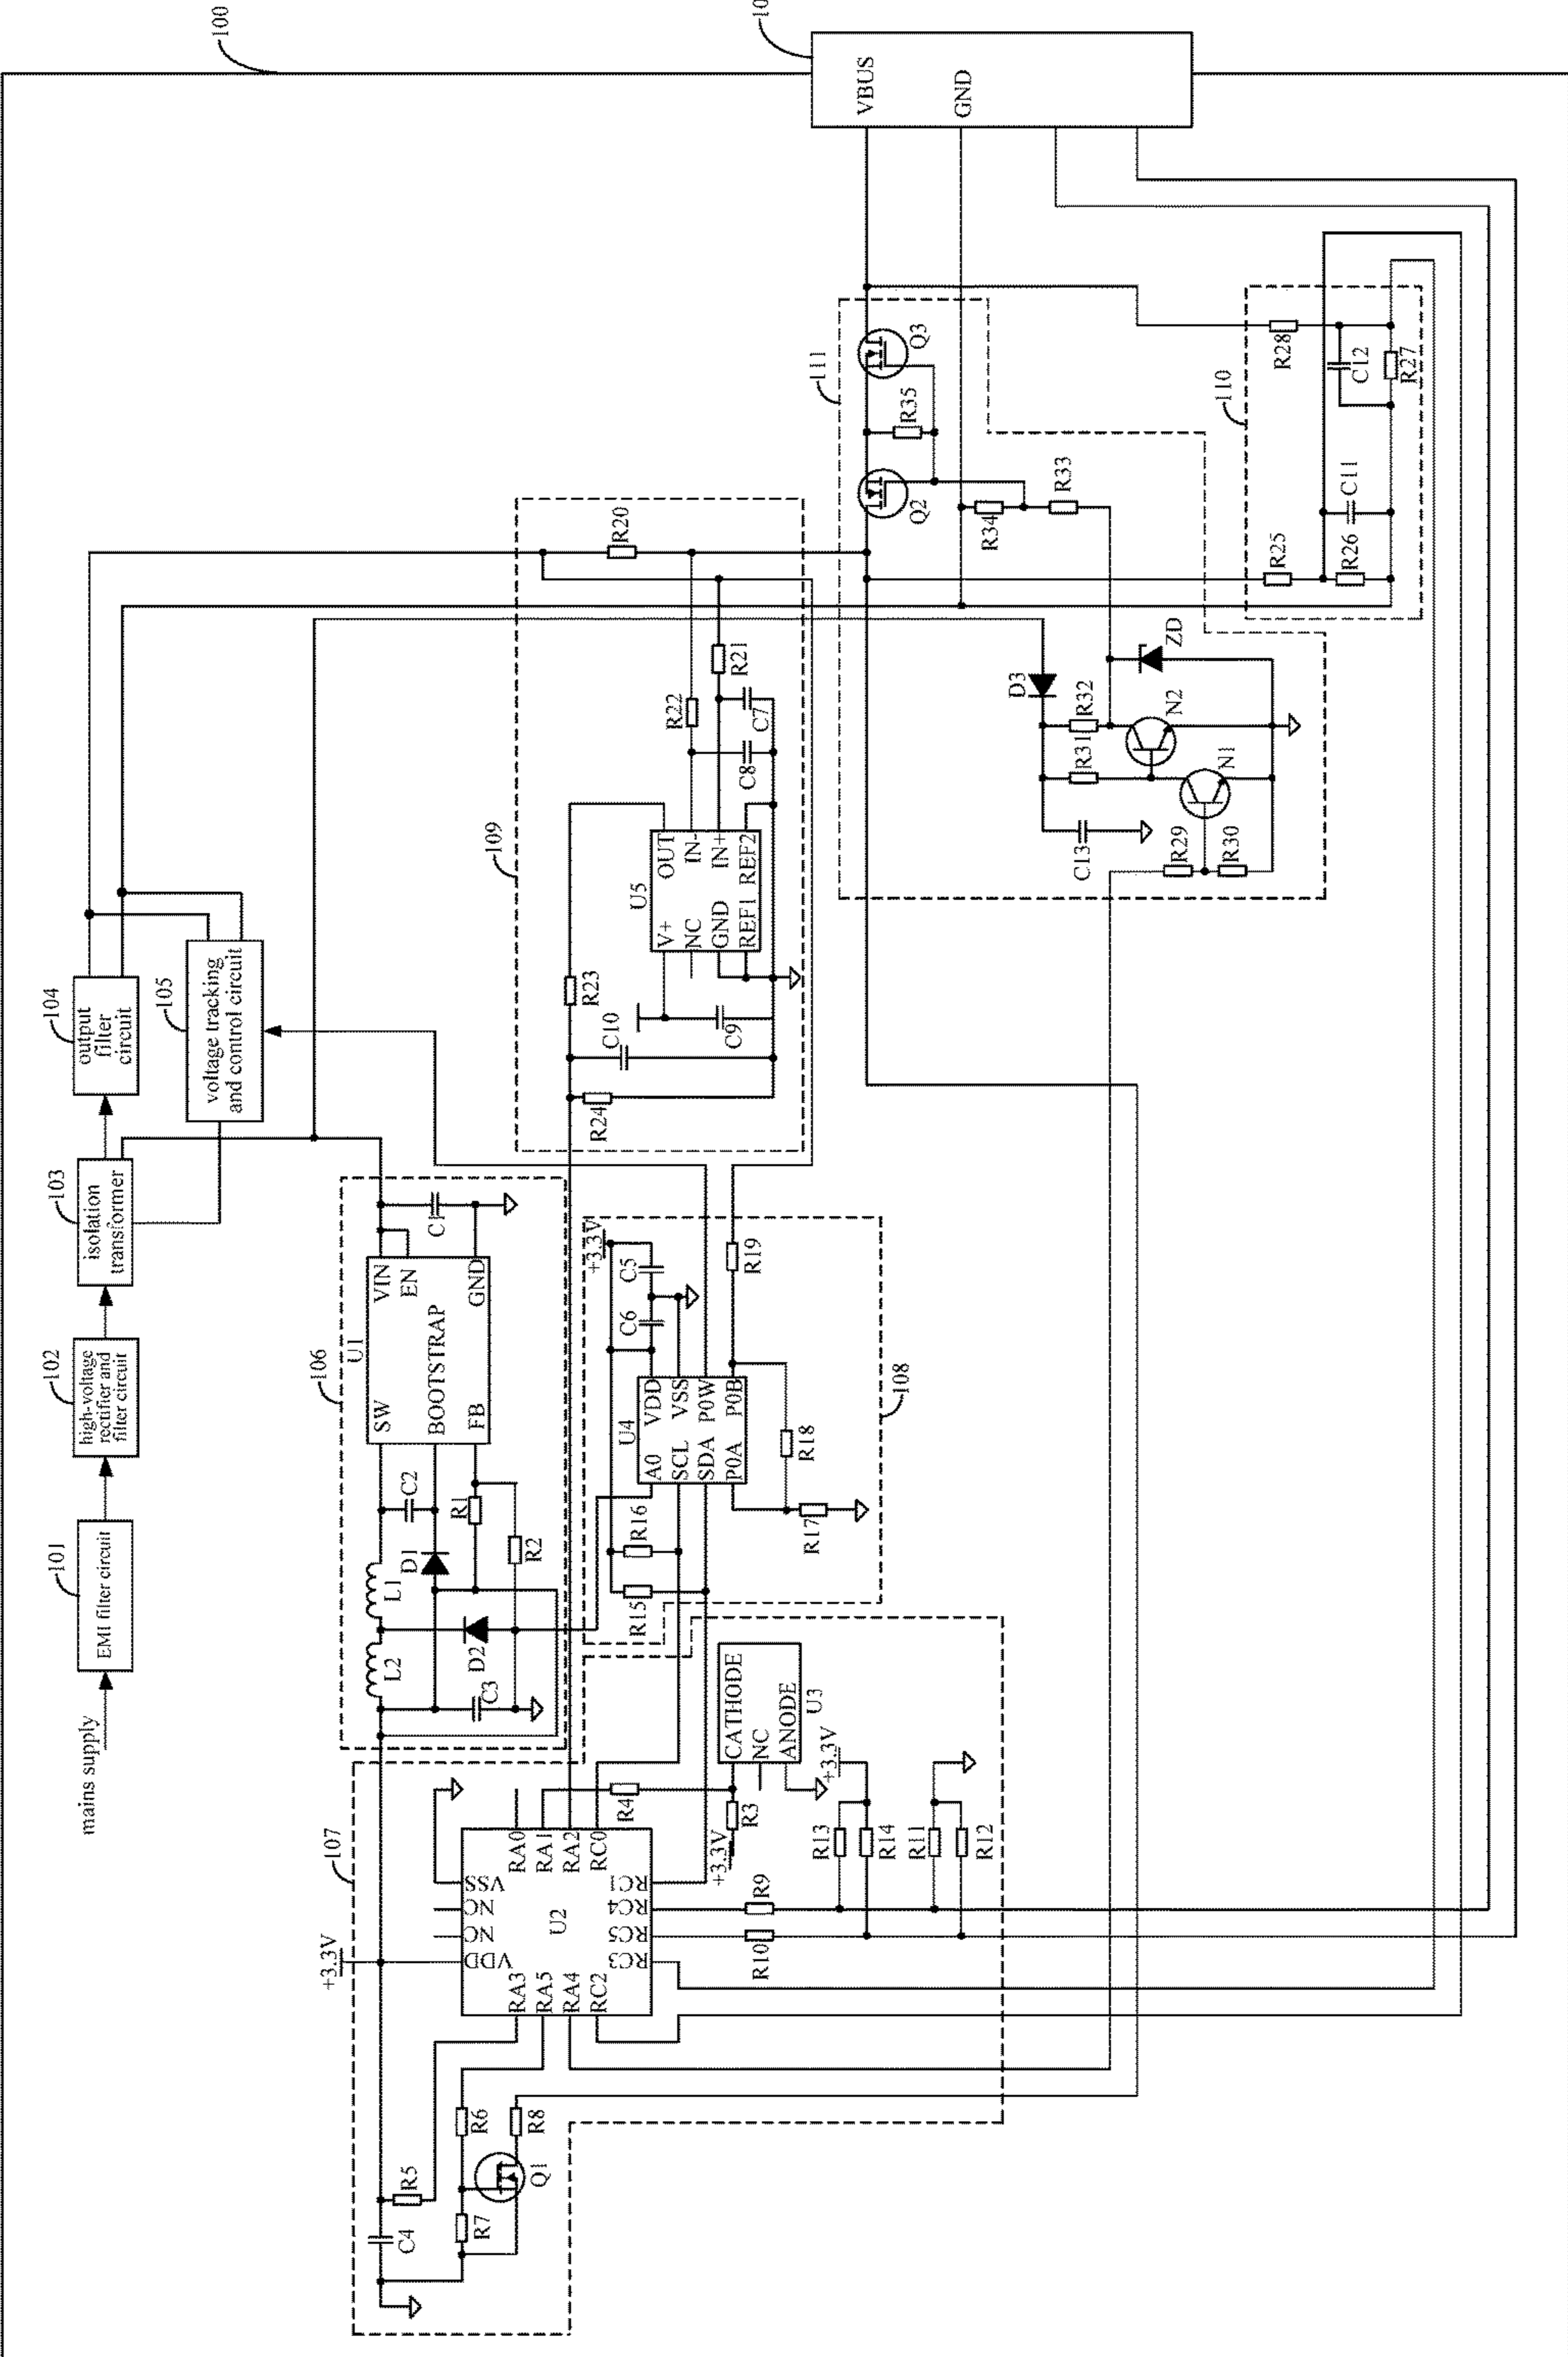 100
10
mains supply
101
EMI filter circuit
102
high-voltage
rectifier and
filter circuit
103
isolation
transformer
104
output
filter
circuit
105
voltage tracking
and control circuit
106
U1
SW
BOOTSTRAP
FB
VIN
EN
GND
C1
C2
C3
D1
D2
L1
L2
R1
R2
107
+3.3V
U2
VSS
NC
NC
VDD
RA0
RA1
RA2
RC0
RC1
RC4
RC5
RC3
RA3
RA5
RA4
RC2
C4
R5
R6
R7
R8
Q1
R4
R3
+3.3V
CATHODE
NC
ANODE
U3
+3.3V
R9
R10
R13
R14
R11
R12
108
+3.3V
C5
C6
U4
A0
SCL
SDA
P0A
VDD
VSS
P0W
P0B
R15
R16
R17
R18
R19
109
U5
V+
NC
GND
REF1
OUT
IN-
IN+
REF2
R20
R21
R22
R23
R24
C7
C8
C9
C10
VBUS
GND
111
Q2
Q3
R35
R34
R33
D3
R32
R31
ZD
N2
N1
C13
R29
R30
110
R28
C12
R27
C11
R25
R26